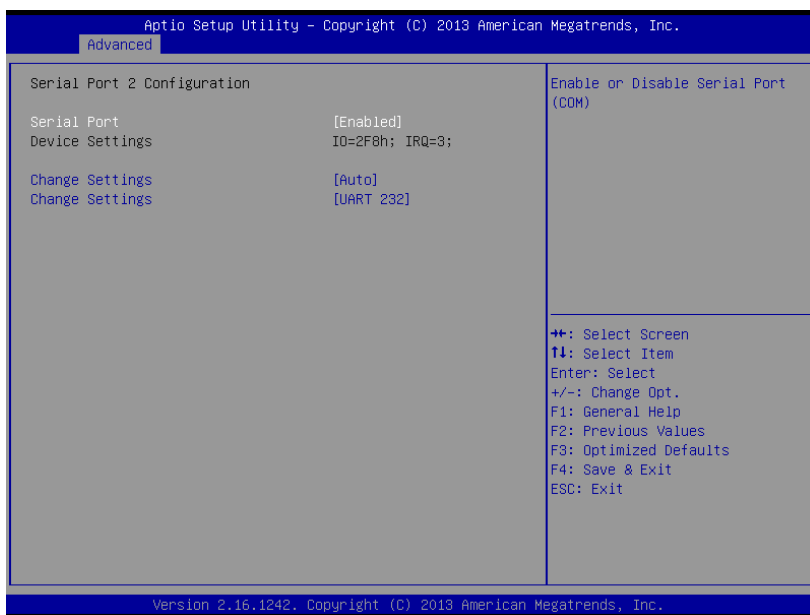 Aptio Setup Utility – Copyright (C) 2013 American Megatrends, Inc.
Advanced
Serial Port 2 Configuration
Serial Port [Enabled]
Device Settings IO=2F8h; IRQ=3;
Change Settings [Auto]
Change Settings [UART 232]
Enable or Disable Serial Port
(COM)
→←: Select Screen
↑↓: Select Item
Enter: Select
+/-: Change Opt.
F1: General Help
F2: Previous Values
F3: Optimized Defaults
F4: Save & Exit
ESC: Exit
Version 2.16.1242. Copyright (C) 2013 American Megatrends, Inc.